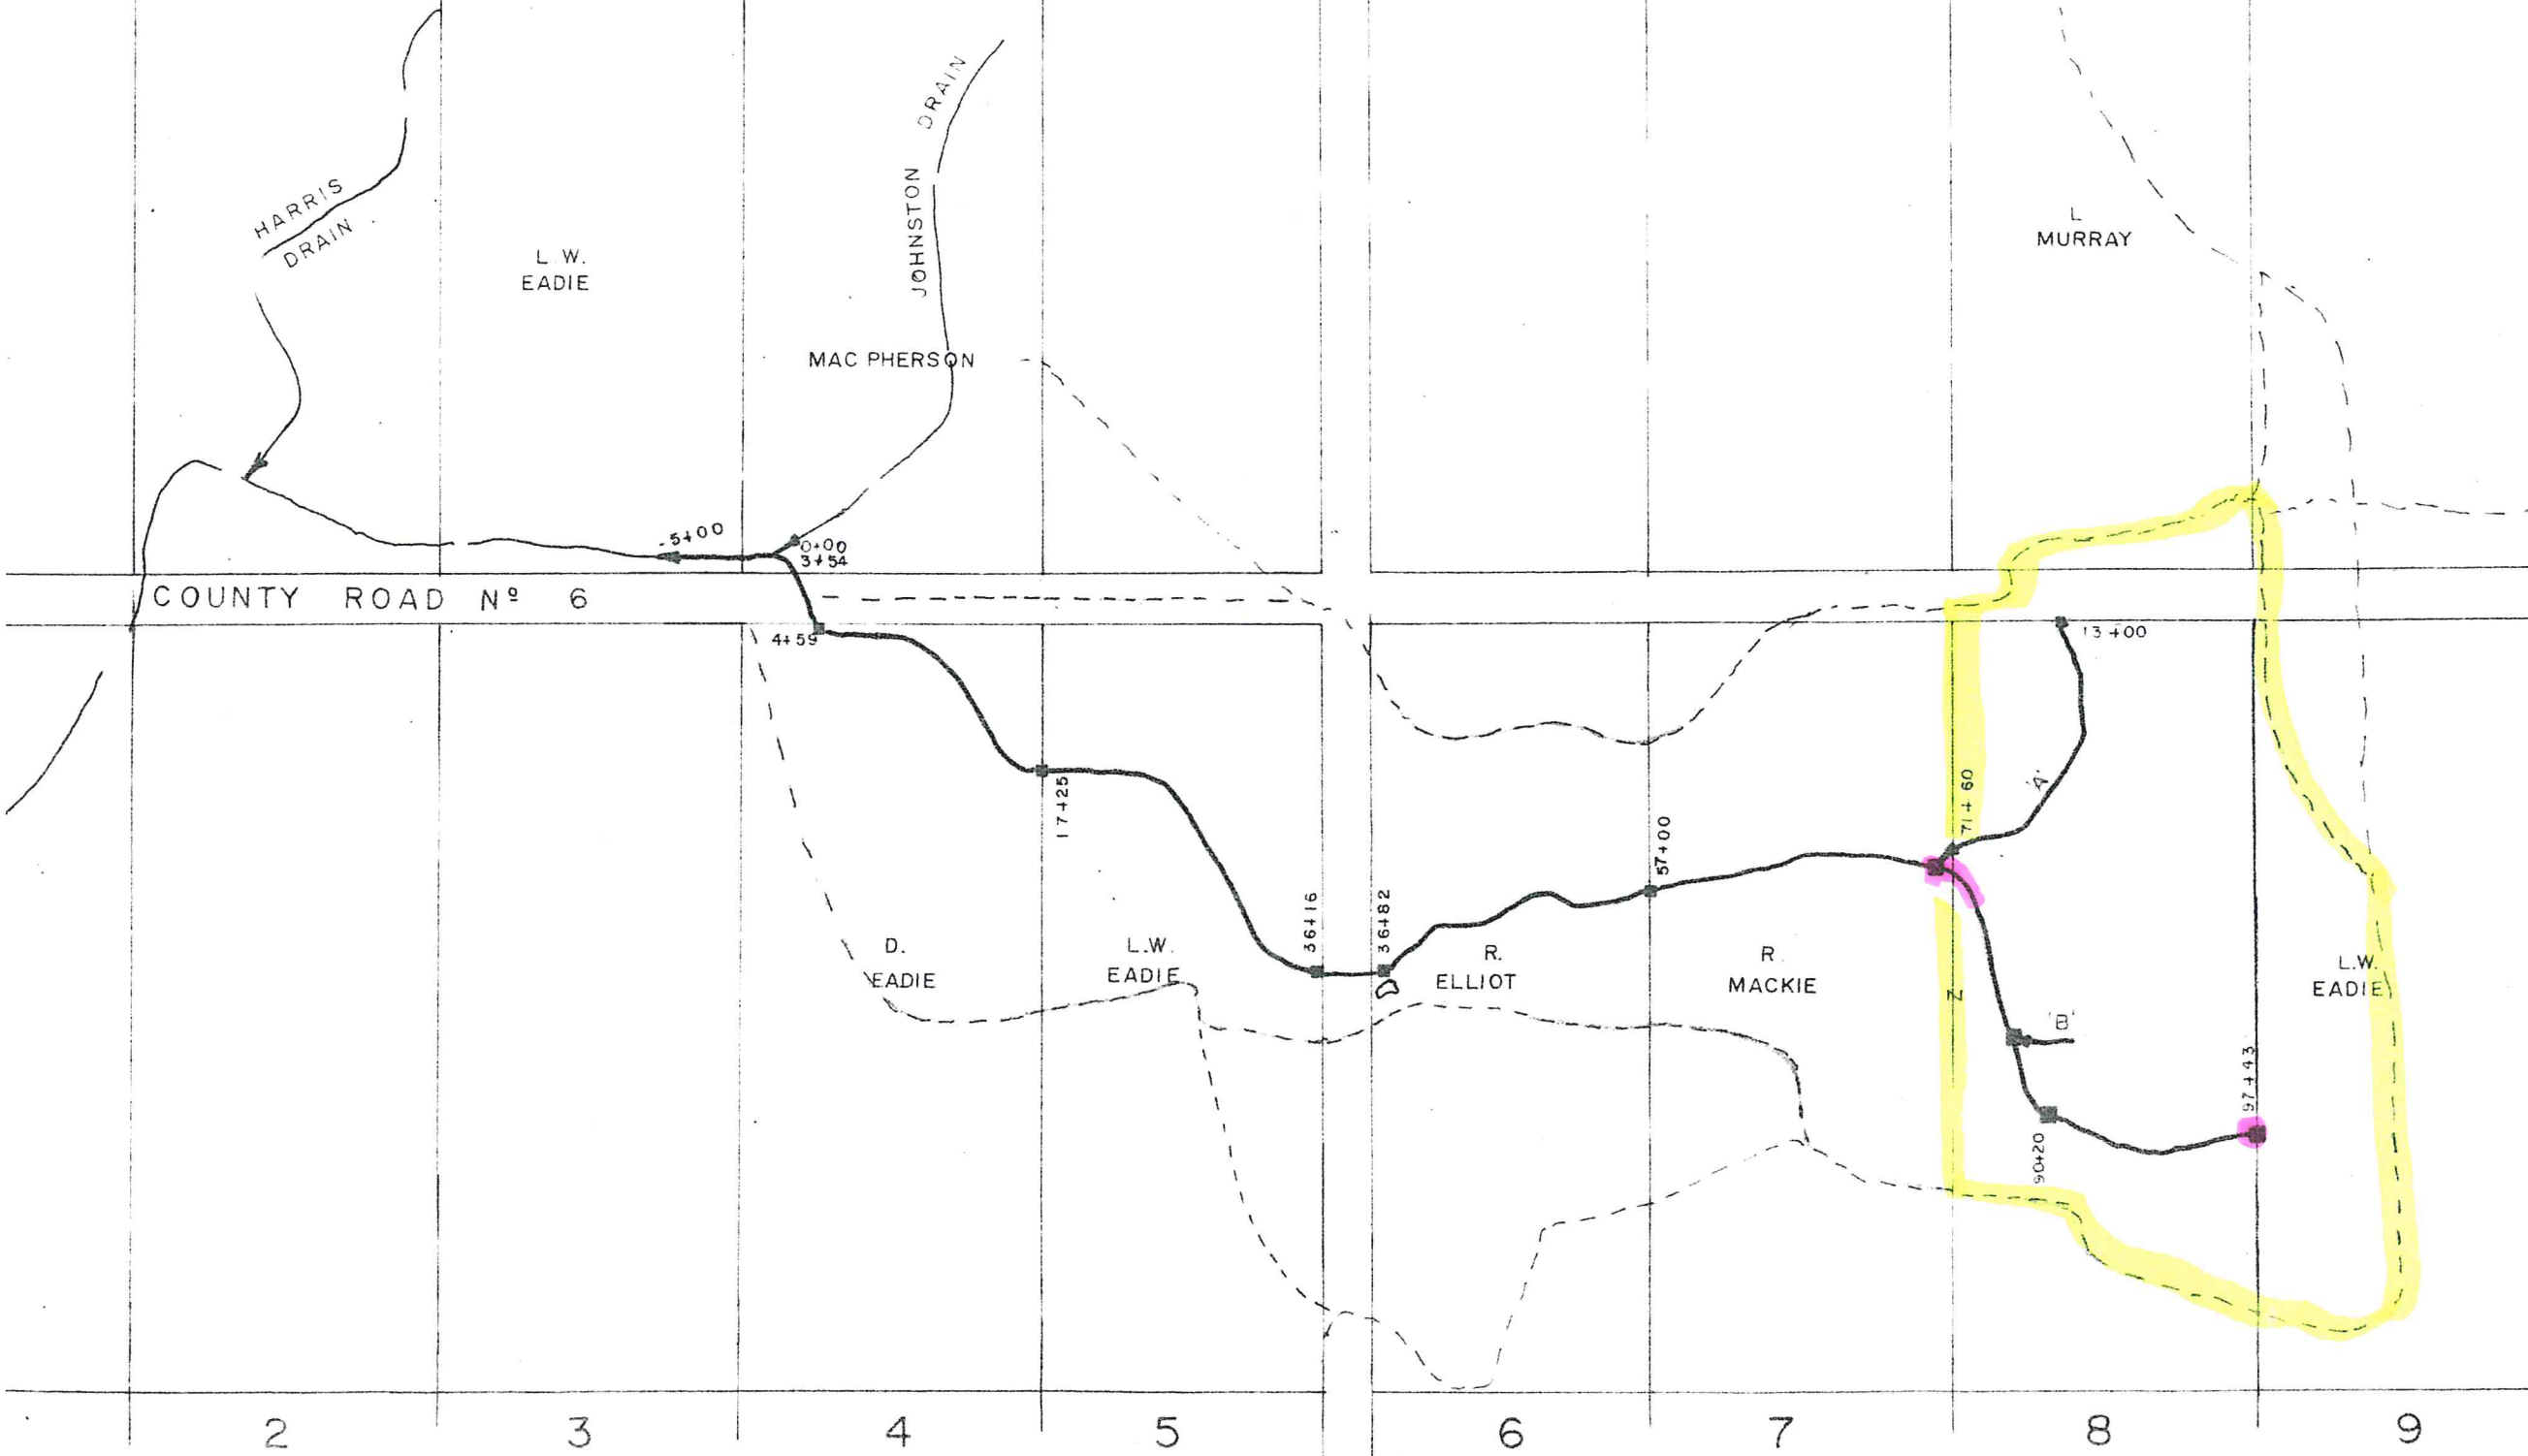 HARRIS
DRAIN
L.W.
EADIE
JOHNSTON DRAIN
MAC PHERSON
L
MURRAY
-5+00
0+00
3+54
COUNTY ROAD Nº 6
4+59
13+00
17+25
71+60
'A'
57+00
36+16
36+82
D.
EADIE
L.W.
EADIE
R.
ELLIOT
R.
MACKIE
Z
L.W.
EADIE
'B'
97+43
90+20
2 3 4 5 6 7 8 9